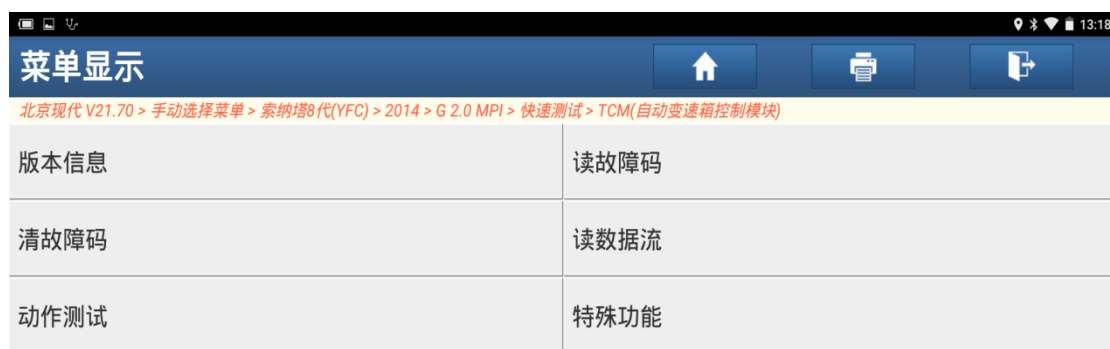 13:18
菜单显示
北京现代 V21.70 > 手动选择菜单 > 索纳塔8代(YFC) > 2014 > G 2.0 MPI > 快速测试 > TCM(自动变速箱控制模块)
版本信息 读故障码
清故障码 读数据流
动作测试 特殊功能